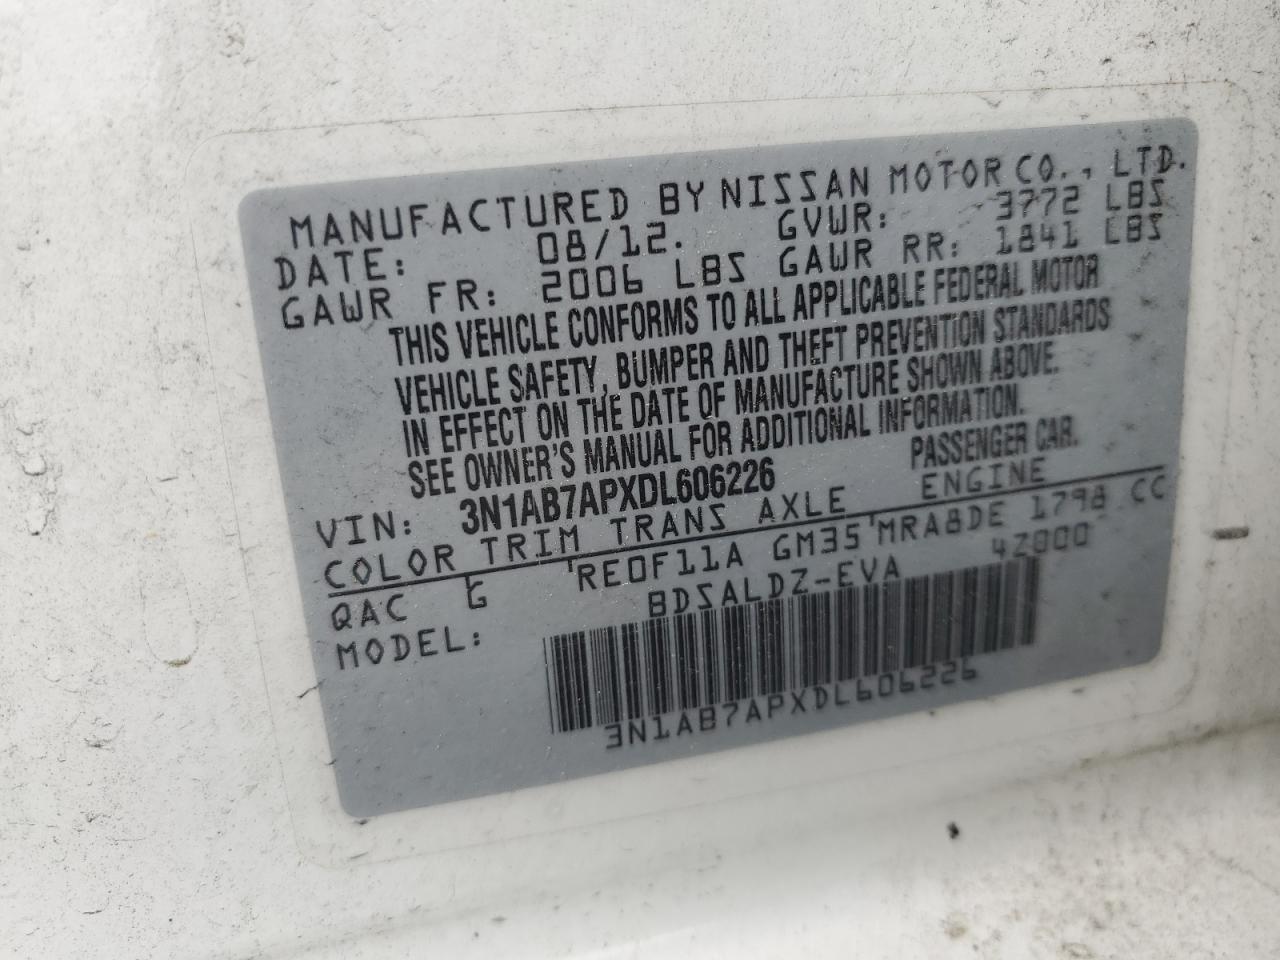 MANUFACTURED BY NISSAN MOTOR CO., LTD.
DATE: 08/12. GVWR: 3772 LBS
GAWR FR: 2006 LBS GAWR RR: 1841 LBS
THIS VEHICLE CONFORMS TO ALL APPLICABLE FEDERAL MOTOR
VEHICLE SAFETY, BUMPER AND THEFT PREVENTION STANDARDS
IN EFFECT ON THE DATE OF MANUFACTURE SHOWN ABOVE.
SEE OWNER'S MANUAL FOR ADDITIONAL INFORMATION.
VIN: 3N1AB7APXDL606226 PASSENGER CAR.
COLOR TRIM TRANS AXLE ENGINE
QAC G RE0F11A GM35 MRA8DE 1798 CC
MODEL: BDSALDZ-EVA 4Z000
3N1AB7APXDL606226